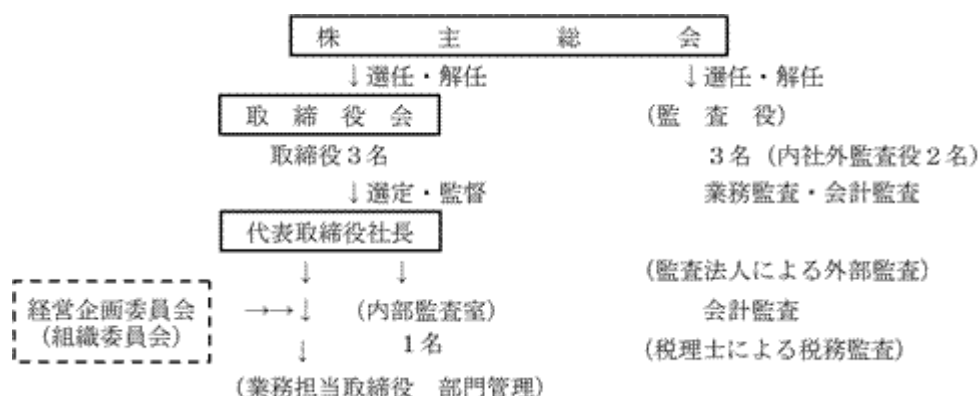 株主総会
↓選任・解任 ↓選任・解任
取締役会 (監査役)
取締役3名 3名 (内社外監査役2名)
↓選定・監督 業務監査・会計監査
代表取締役社長
↓ ↓ (監査法人による外部監査)
経営企画委員会 →→↓ (内部監査室) 会計監査
(組織委員会) 1名 (税理士による税務監査)
↓
(業務担当取締役 部門管理)